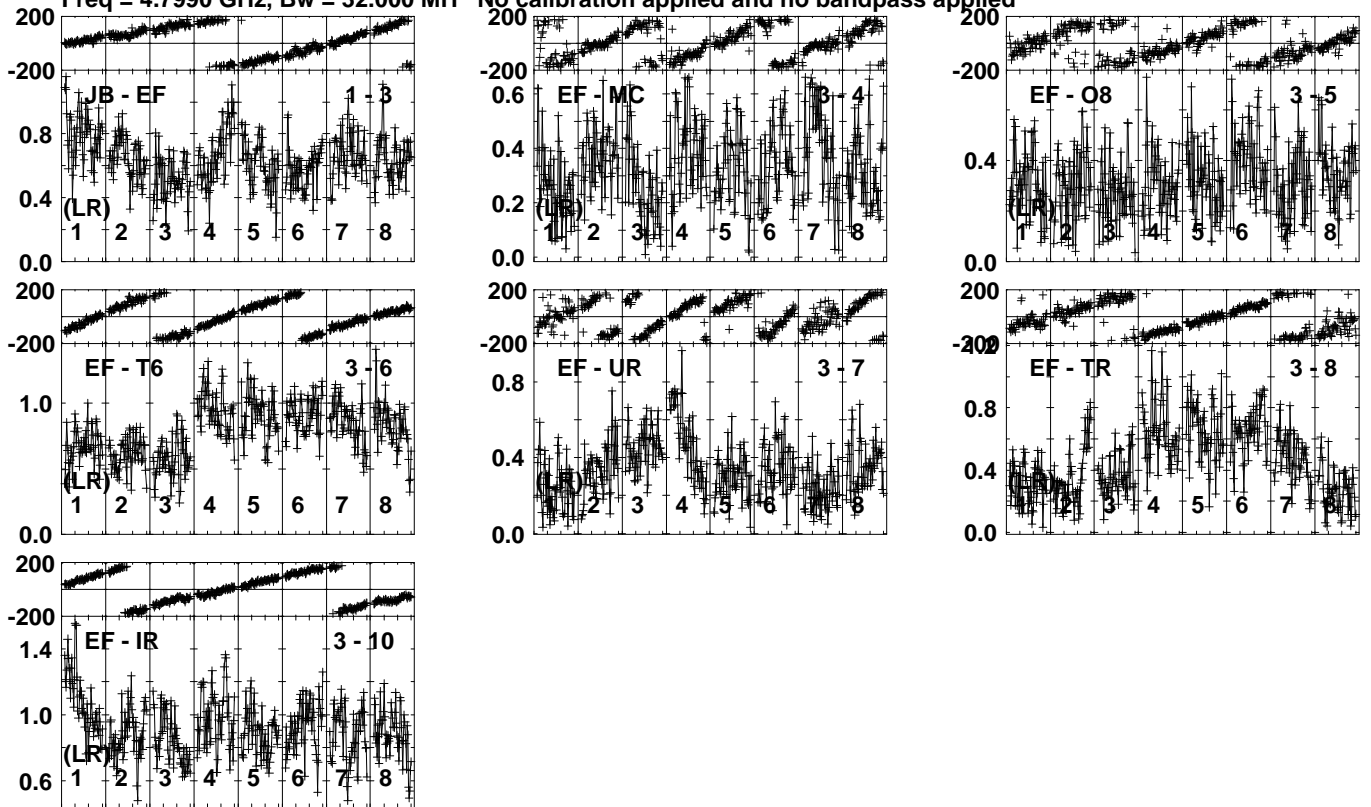 Freq = 4.7990 GHz, Bw = 32.000 MH No calibration applied and no bandpass applied
200
-200
JB - EF 1 - 3
0.8
0.4
0.0
(LR)
1 2 3 4 5 6 7 8
EF - MC 3 - 4
0.6
0.4
0.2
0.0
(LR)
1 2 3 4 5 6 7 8
200
-200
EF - O8 3 - 5
0.4
0.0
(LR)
1 2 3 4 5 6 7 8
200
-200
EF - T6 3 - 6
1.0
0.0
(LR)
1 2 3 4 5 6 7 8
200
-200
EF - UR 3 - 7
0.8
0.4
0.0
(LR)
1 2 3 4 5 6 7 8
200
-200
1.2
EF - TR 3 - 8
0.8
0.4
0.0
(LR)
1 2 3 4 5 6 7 8
200
-200
EF - IR 3 - 10
1.4
1.0
0.6
(LR)
1 2 3 4 5 6 7 8